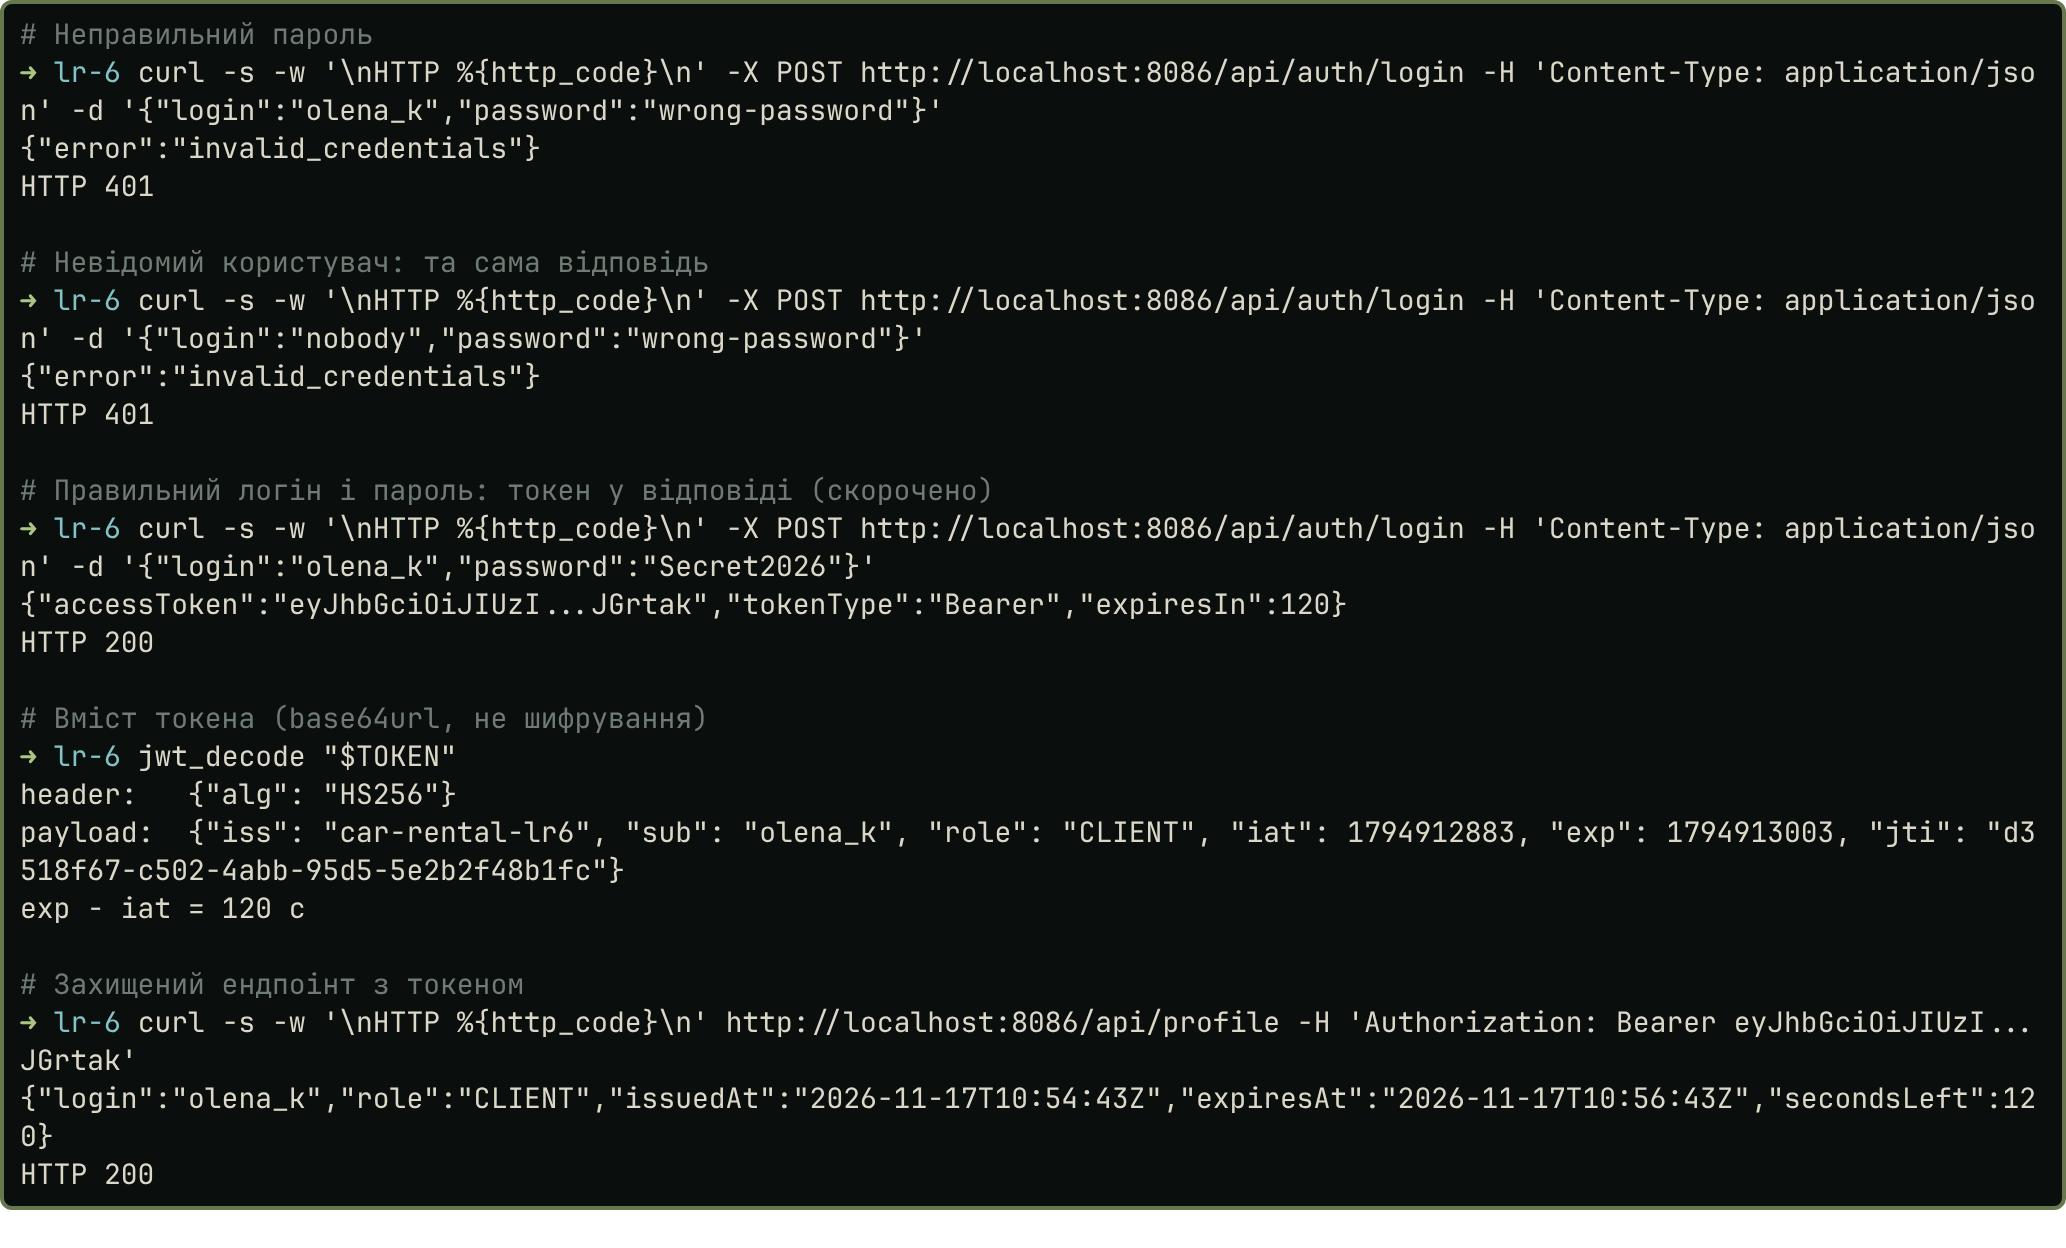 # Неправильний пароль
→ lr-6 curl -s -w '\nHTTP %{http_code}\n' -X POST http://localhost:8086/api/auth/login -H 'Content-Type: application/jso
n' -d '{"login":"olena_k","password":"wrong-password"}'
{"error":"invalid_credentials"}
HTTP 401
# Невідомий користувач: та сама відповідь
→ lr-6 curl -s -w '\nHTTP %{http_code}\n' -X POST http://localhost:8086/api/auth/login -H 'Content-Type: application/jso
n' -d '{"login":"nobody","password":"wrong-password"}'
{"error":"invalid_credentials"}
HTTP 401
# Правильний логін і пароль: токен у відповіді (скорочено)
→ lr-6 curl -s -w '\nHTTP %{http_code}\n' -X POST http://localhost:8086/api/auth/login -H 'Content-Type: application/jso
n' -d '{"login":"olena_k","password":"Secret2026"}'
{"accessToken":"eyJhbGciOiJIUzI...JGrtak","tokenType":"Bearer","expiresIn":120}
HTTP 200
# Вміст токена (base64url, не шифрування)
→ lr-6 jwt_decode "$TOKEN"
header:   {"alg": "HS256"}
payload:  {"iss": "car-rental-lr6", "sub": "olena_k", "role": "CLIENT", "iat": 1794912883, "exp": 1794913003, "jti": "d3
518f67-c502-4abb-95d5-5e2b2f48b1fc"}
exp - iat = 120 с
# Захищений ендпоінт з токеном
→ lr-6 curl -s -w '\nHTTP %{http_code}\n' http://localhost:8086/api/profile -H 'Authorization: Bearer eyJhbGciOiJIUzI...
JGrtak'
{"login":"olena_k","role":"CLIENT","issuedAt":"2026-11-17T10:54:43Z","expiresAt":"2026-11-17T10:56:43Z","secondsLeft":12
0}
HTTP 200